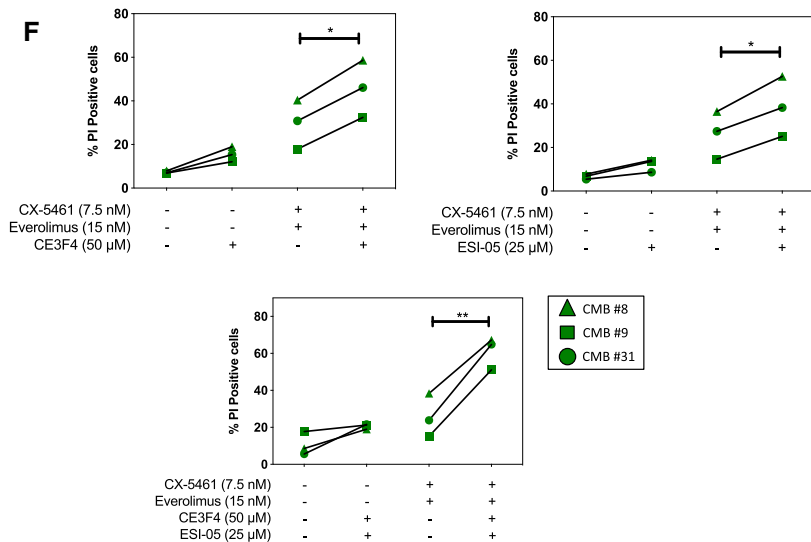 F
% PI Positive cells
80
60
40
20
0
*
CX-5461 (7.5 nM) - - + +
Everolimus (15 nM) - - + +
CE3F4 (50 µM) - + - +
% PI Positive cells
80
60
40
20
0
*
CX-5461 (7.5 nM) - - + +
Everolimus (15 nM) - - + +
ESI-05 (25 µM) - + - +
% PI Positive cells
80
60
40
20
0
**
CX-5461 (7.5 nM) - - + +
Everolimus (15 nM) - - + +
CE3F4 (50 µM) - + - +
ESI-05 (25 µM) - + - +
CMB #8
CMB #9
CMB #31